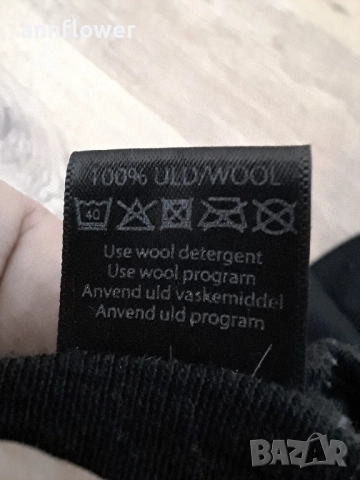 annflower
100% ULD/WOOL
40
Use wool detergent
Use wool program
Anvend uld vaskemiddel
Anvend uld program
BAZAR